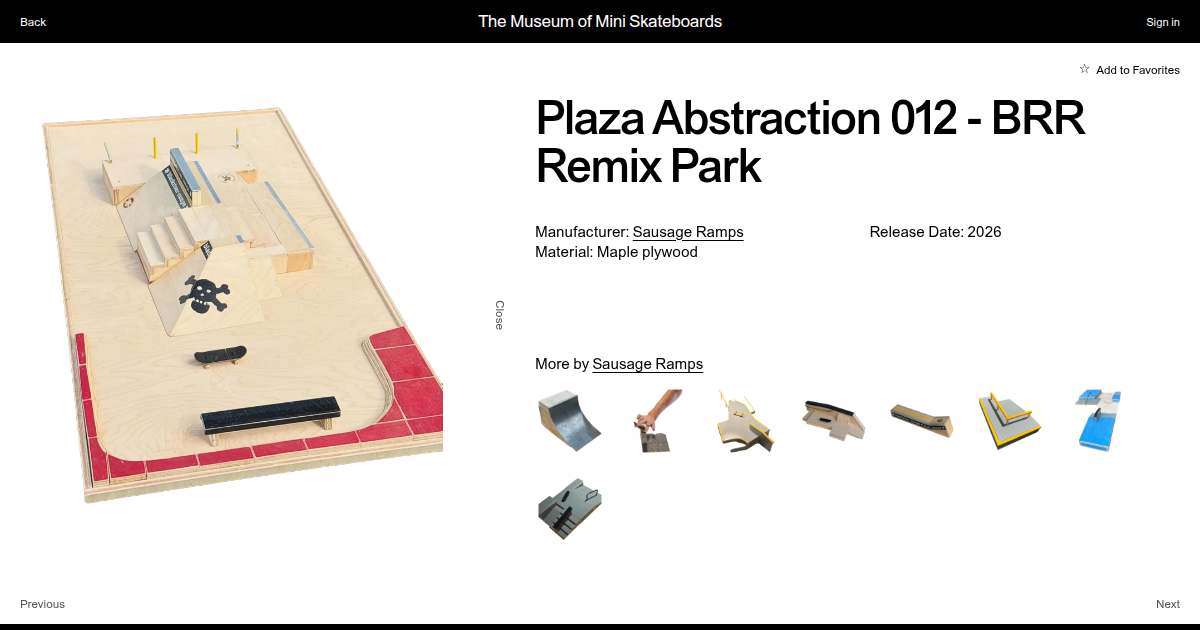 Back
The Museum of Mini Skateboards
Sign in
☆ Add to Favorites
Plaza Abstraction 012 - BRR
Remix Park
Manufacturer: Sausage Ramps
Release Date: 2026
Material: Maple plywood
Close
More by Sausage Ramps
Previous
Next